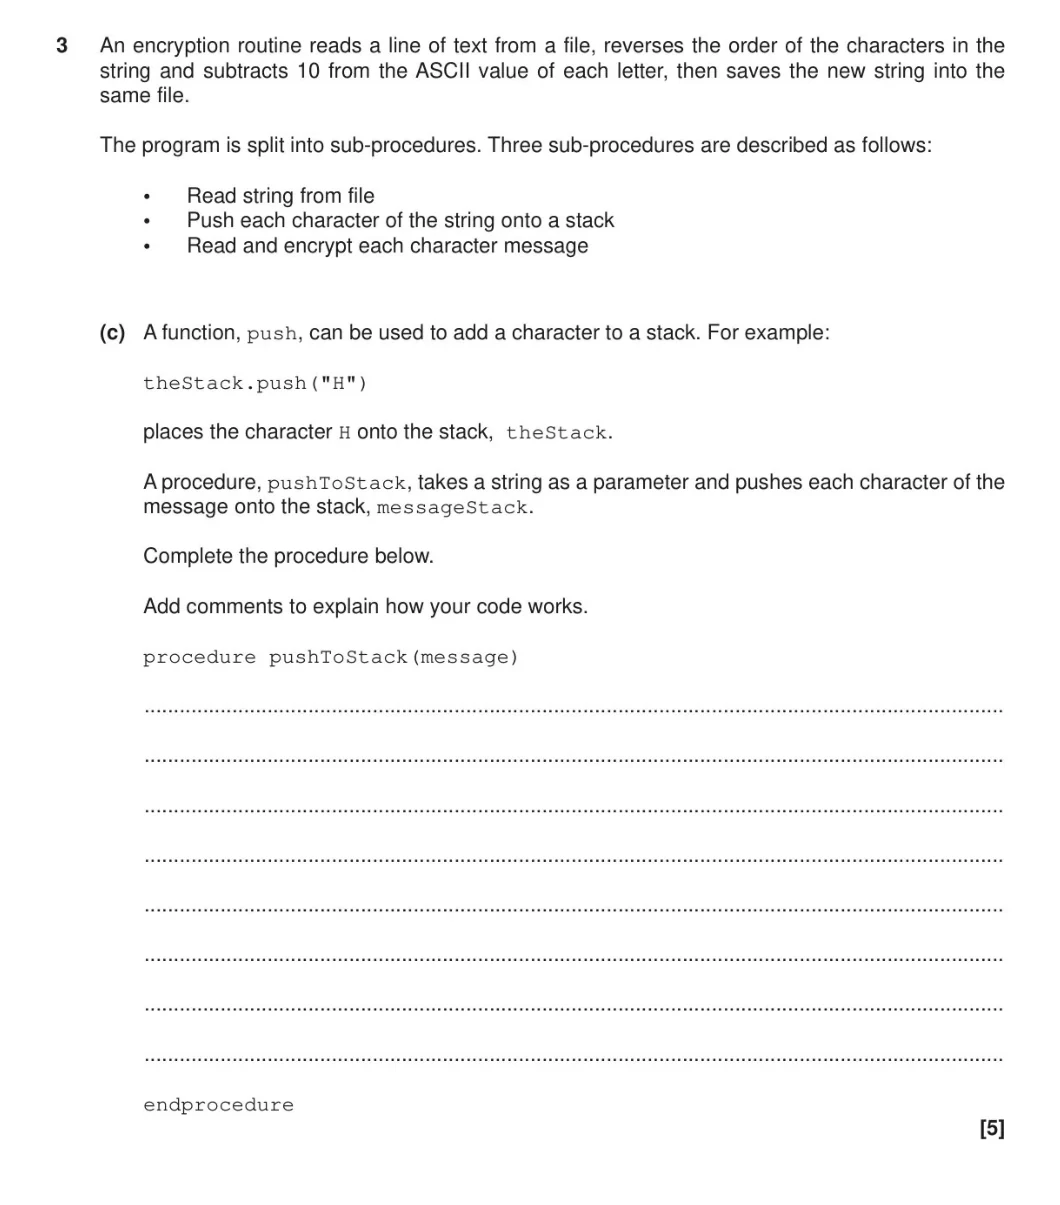 3 An encryption routine reads a line of text from a file, reverses the order of the characters in the
string and subtracts 10 from the ASCII value of each letter, then saves the new string into the
same file.
The program is split into sub-procedures. Three sub-procedures are described as follows:
• Read string from file
• Push each character of the string onto a stack
• Read and encrypt each character message
(c) A function, push, can be used to add a character to a stack. For example:
theStack.push("H")
places the character H onto the stack, theStack.
A procedure, pushToStack, takes a string as a parameter and pushes each character of the
message onto the stack, messageStack.
Complete the procedure below.
Add comments to explain how your code works.
procedure pushToStack(message)
endprocedure
[5]